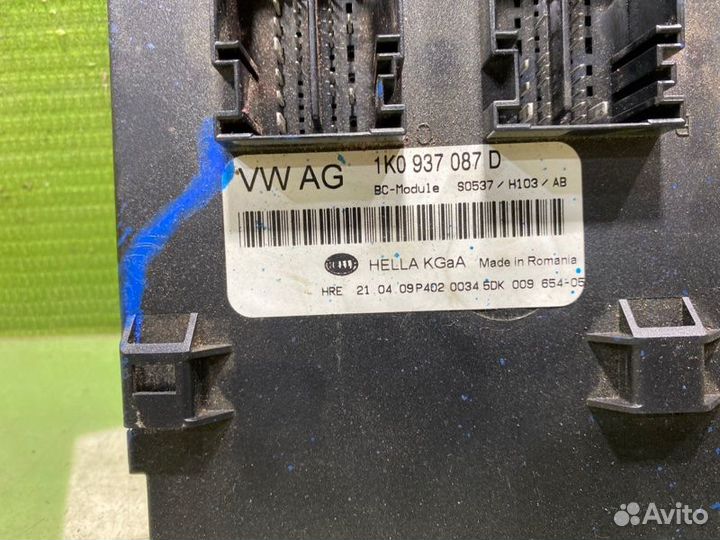 VW AG 1K0 937 087 D
BC-Module S0537/H103/AB
HELLA KGaA Made in Romania
HRE 21.04.09P402 0034 5DK 009 654-05
Avito